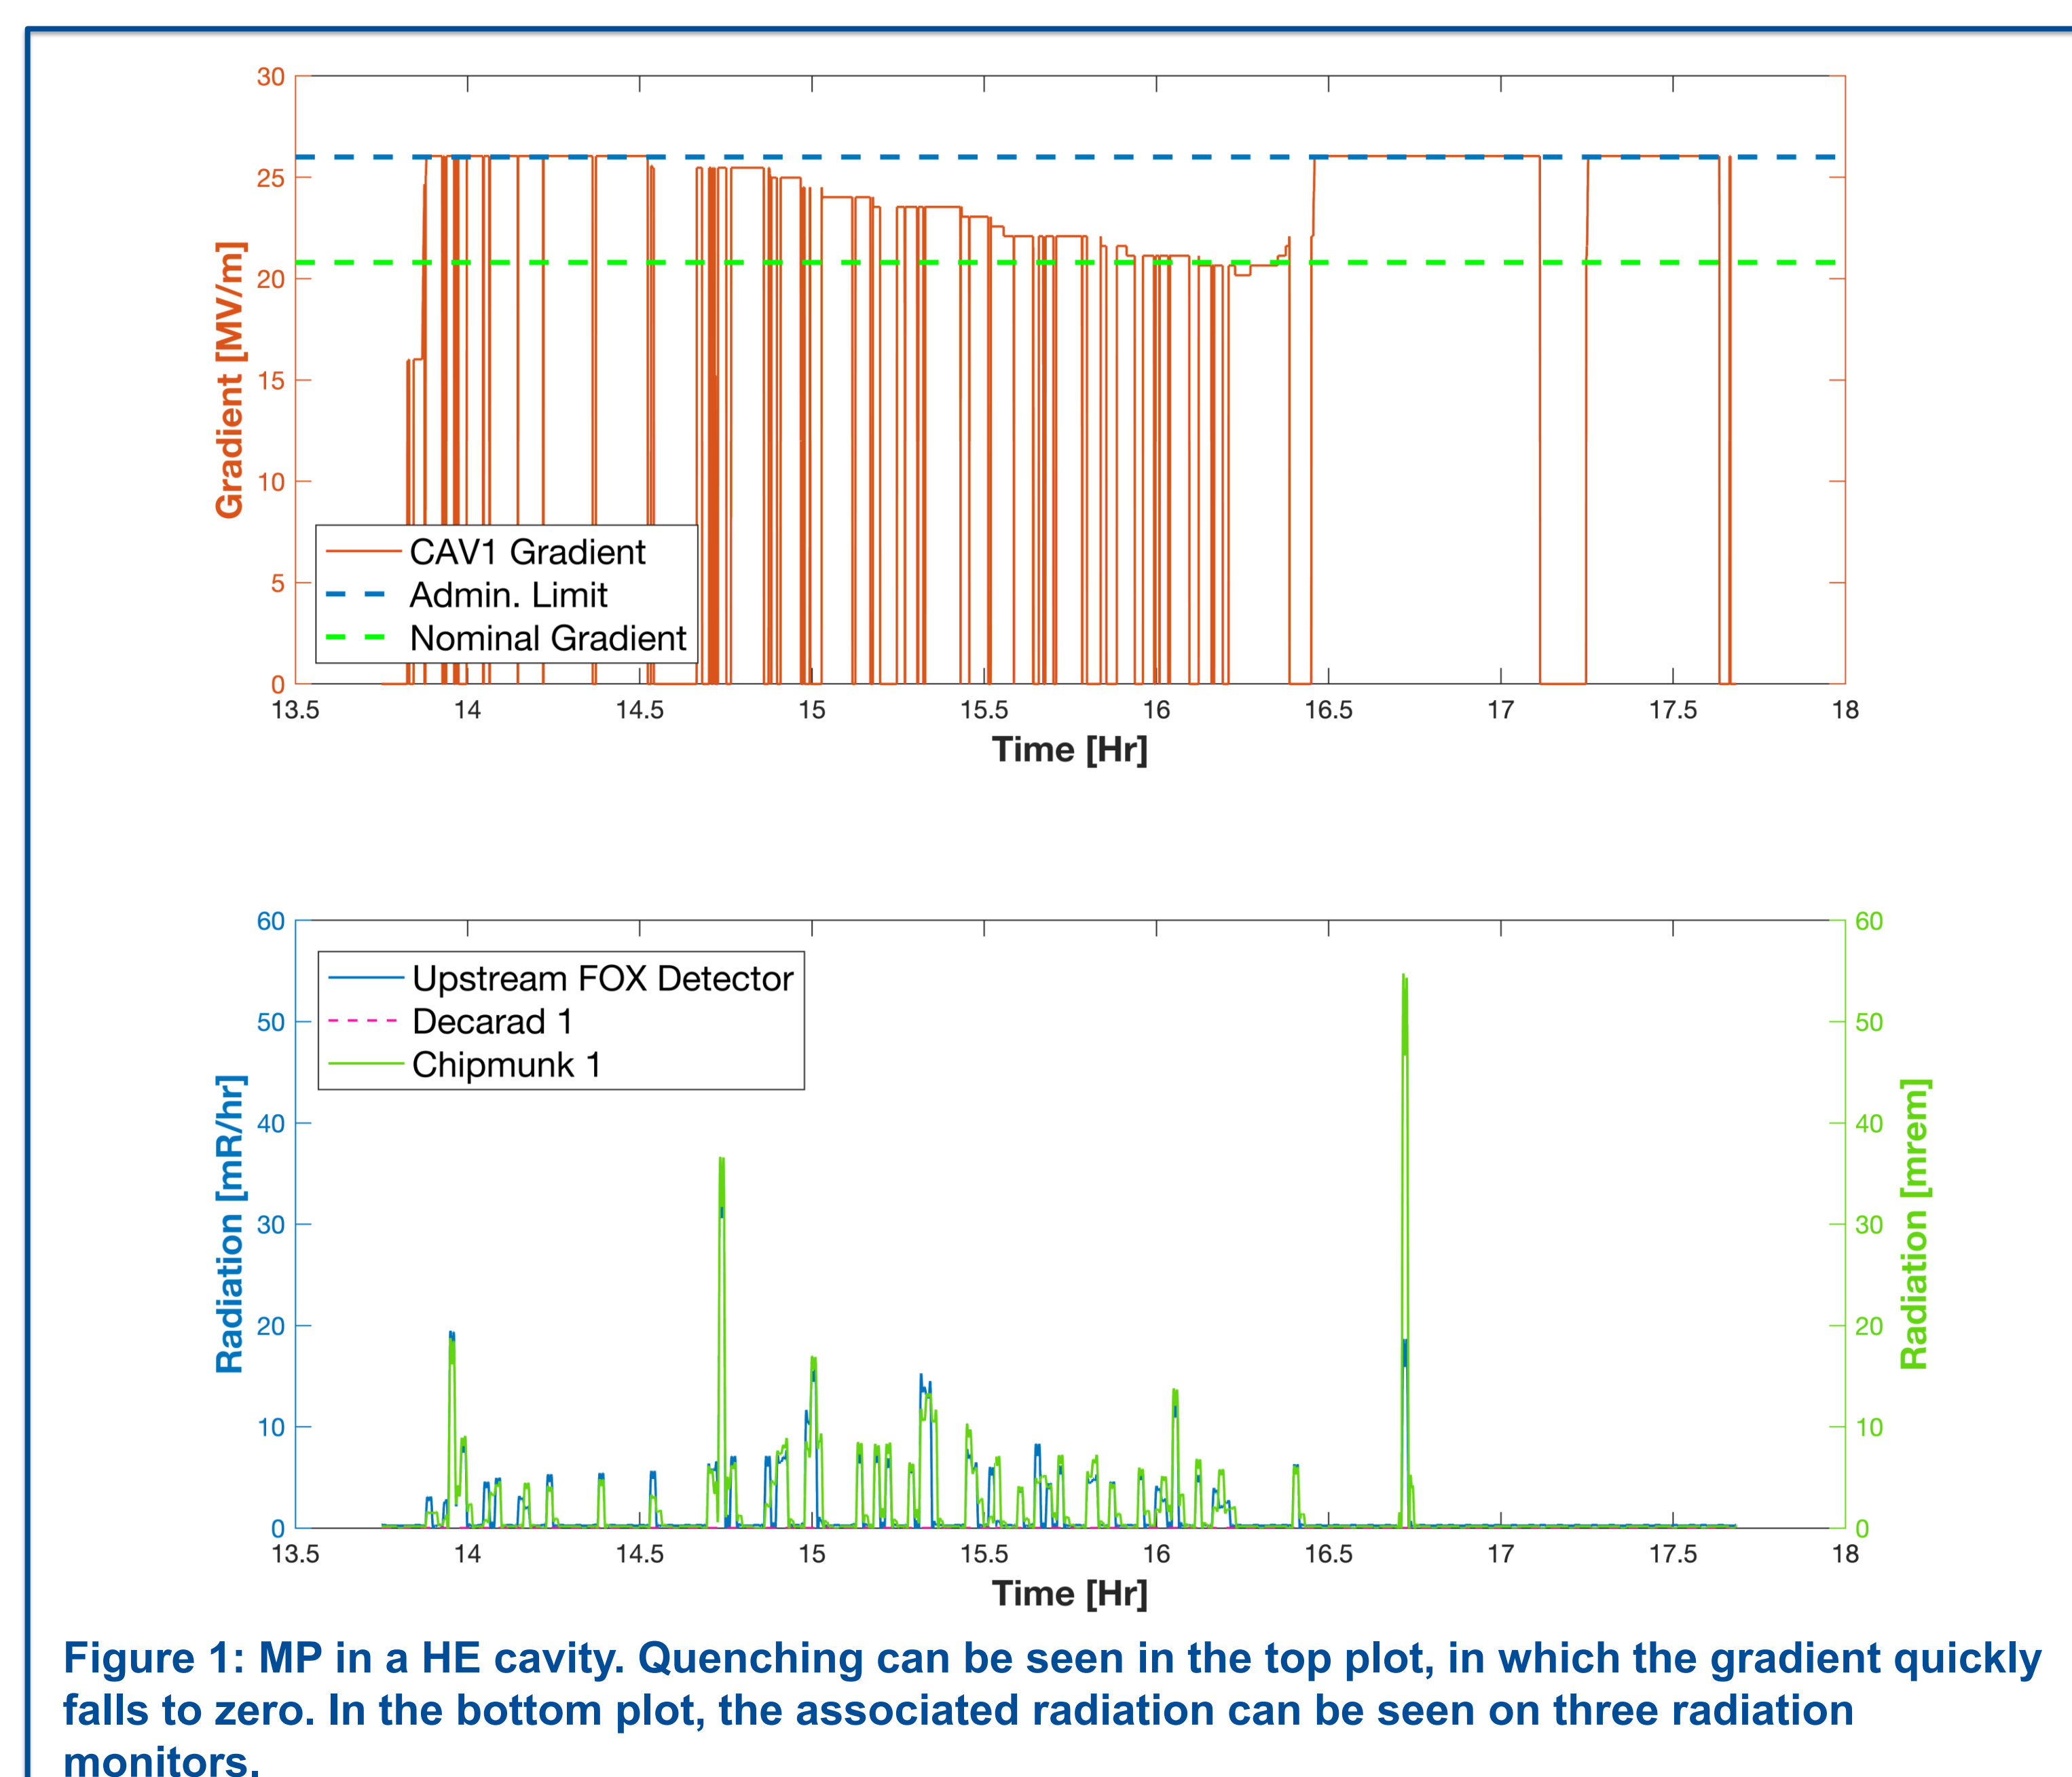 30
25
20
15
10
5
0
Gradient [MV/m]
CAV1 Gradient
Admin. Limit
Nominal Gradient
13.5 14 14.5 15 15.5 16 16.5 17 17.5 18
Time [Hr]
60
50
40
30
20
10
0
Radiation [mR/hr]
Upstream FOX Detector
Decarad 1
Chipmunk 1
60
50
40
30
20
10
0
Radiation [mrem]
13.5 14 14.5 15 15.5 16 16.5 17 17.5 18
Time [Hr]
Figure 1: MP in a HE cavity. Quenching can be seen in the top plot, in which the gradient quickly
falls to zero. In the bottom plot, the associated radiation can be seen on three radiation
monitors.